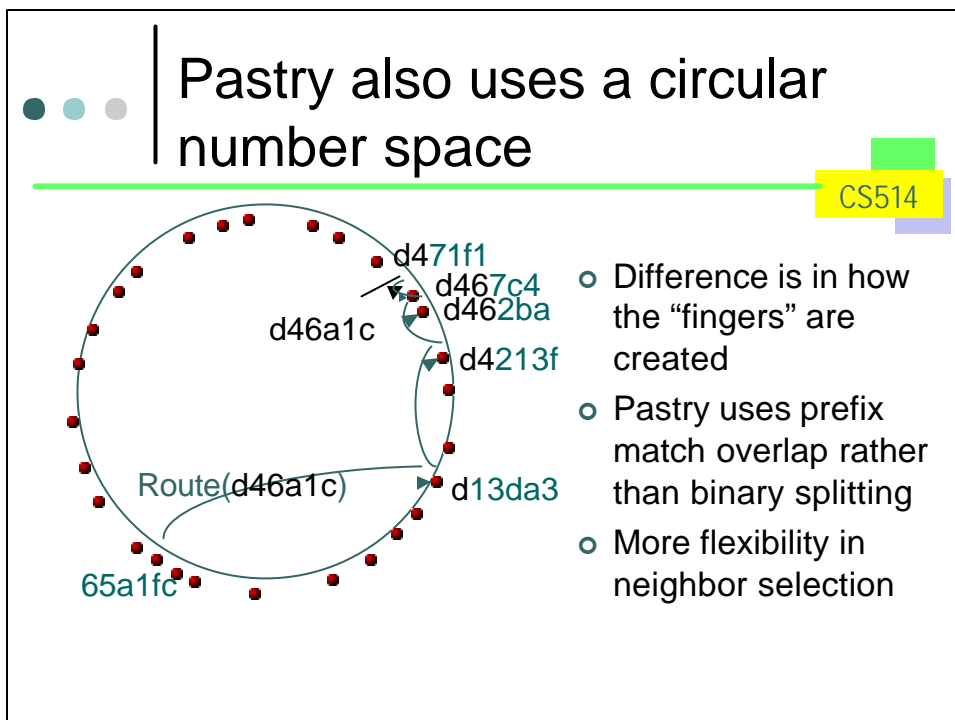 Pastry also uses a circular
number space
CS514
d471f1
d467c4
d462ba
d46a1c
d4213f
Route(d46a1c)
d13da3
65a1fc
Difference is in how
the “fingers” are
created
Pastry uses prefix
match overlap rather
than binary splitting
More flexibility in
neighbor selection